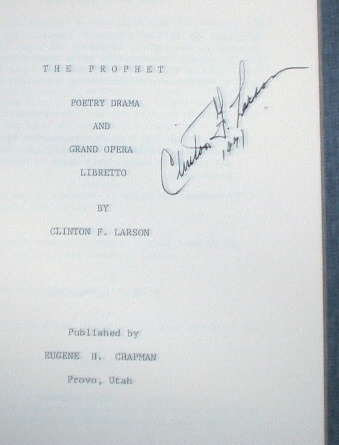 THE PROPHET
POETRY DRAMA
AND
GRAND OPERA
LIBRETTO
BY
CLINTON F. LARSON
Clinton F. Larson
1971
Published by
EUGENE H. CHAPMAN
Provo, Utah